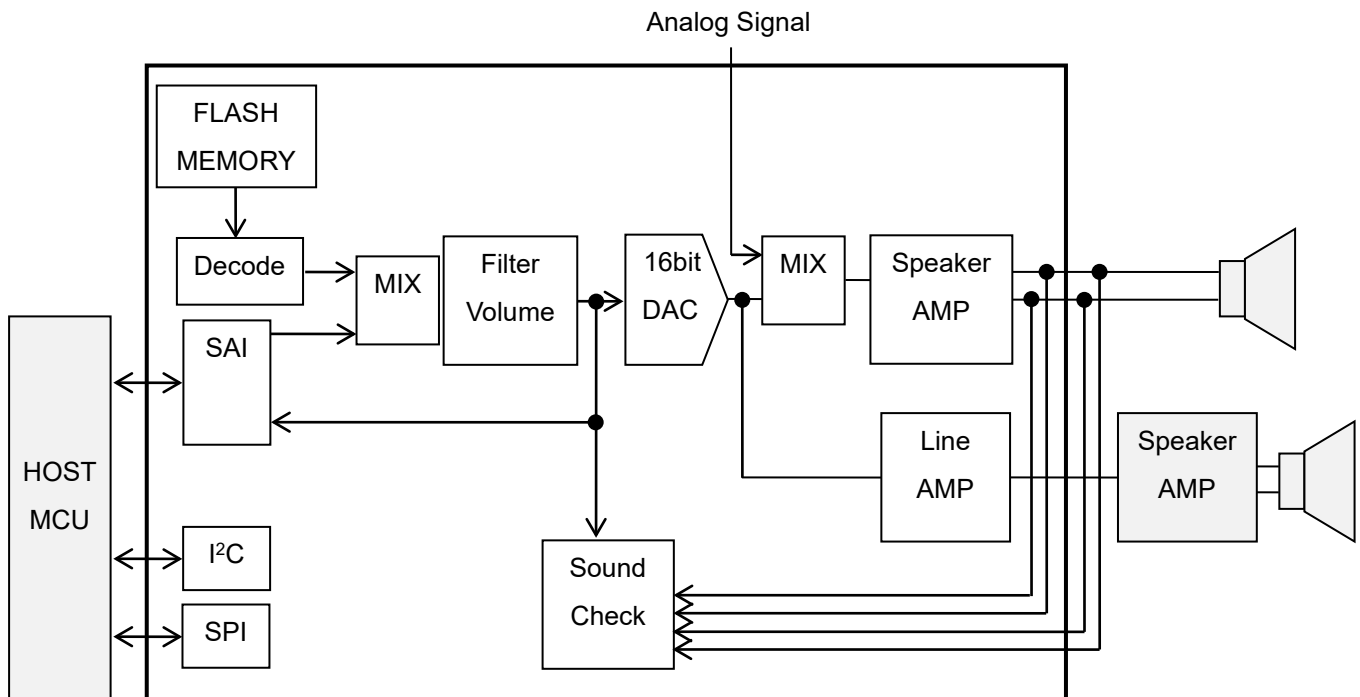 Analog Signal
FLASH
MEMORY
Decode
MIX
Filter
Volume
16bit
DAC
MIX
Speaker
AMP
SAI
HOST
MCU
Line
AMP
Speaker
AMP
I²C
Sound
Check
SPI